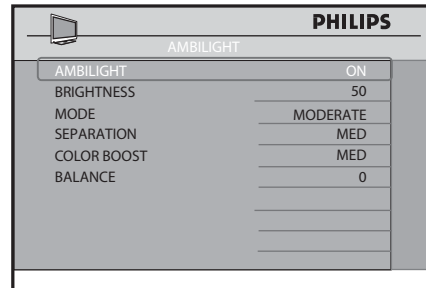 PHILIPS
AMBILIGHT
AMBILIGHT ON
BRIGHTNESS 50
MODE MODERATE
SEPARATION MED
COLOR BOOST MED
BALANCE 0